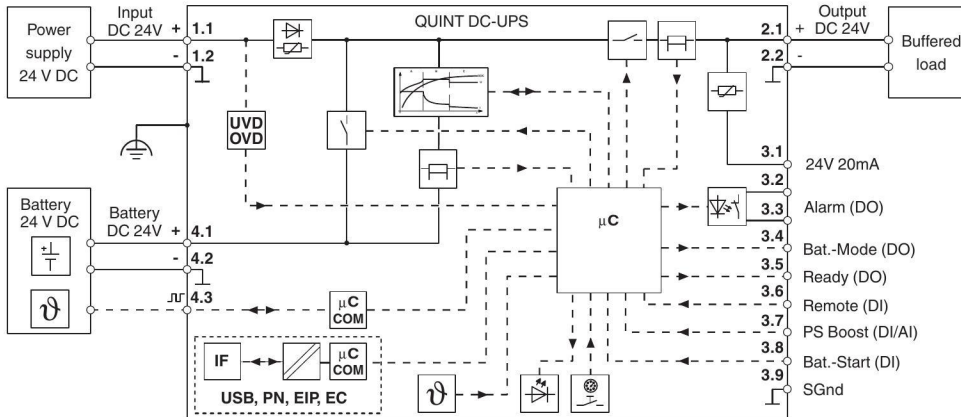 QUINT DC-UPS
Power
supply
24 V DC
Input
DC 24V
+ 1.1
- 1.2
UVD
OVD
Output
2.1 + DC 24V
2.2 -
Buffered
load
Battery
24 V DC
+
ϑ
Battery
DC 24V
+ 4.1
- 4.2
4.3
µC
COM
IF
µC
COM
USB, PN, EIP, EC
ϑ
µC
3.1
24V 20mA
3.2
3.3
Alarm (DO)
3.4
Bat.-Mode (DO)
3.5
Ready (DO)
3.6
Remote (DI)
3.7
PS Boost (DI/AI)
3.8
Bat.-Start (DI)
3.9
SGnd